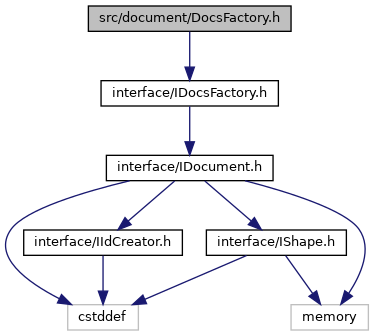 src/document/DocsFactory.h
interface/IDocsFactory.h
interface/IDocument.h
interface/IIdCreator.h
interface/IShape.h
cstddef
memory